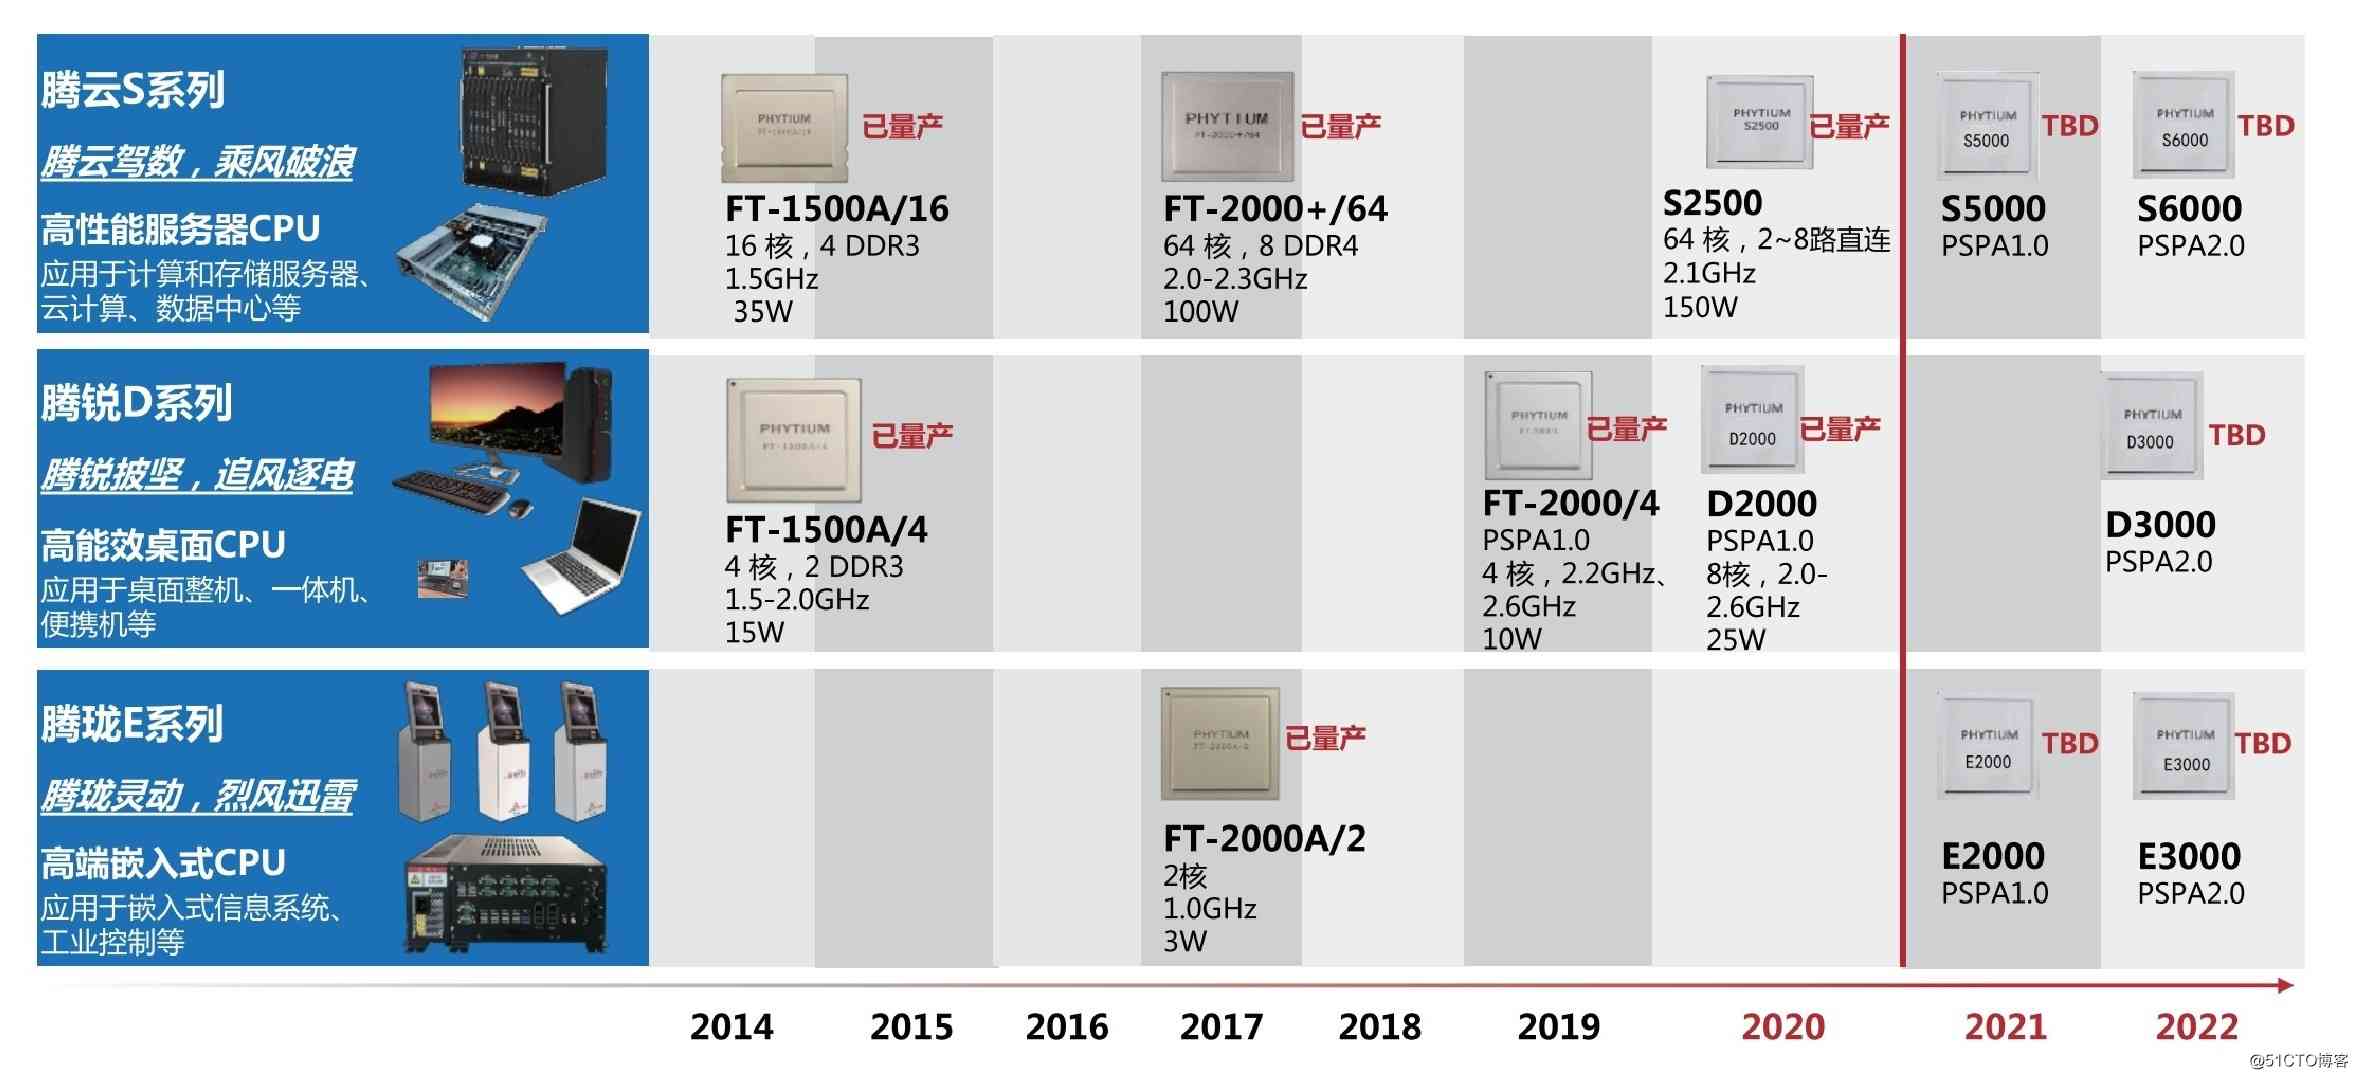 腾云S系列
腾云驾数，乘风破浪
高性能服务器CPU
应用于计算和存储服务器、
云计算、数据中心等
PHYTIUM
已量产
FT-1500A/16
16 核，4 DDR3
1.5GHz
35W
PHYTIUM
FT-2000+/64
已量产
FT-2000+/64
64 核，8 DDR4
2.0-2.3GHz
100W
PHYTIUM
S2500
已量产
S2500
64 核，2~8路直连
2.1GHz
150W
PHYTIUM
S5000
TBD
S5000
PSPA1.0
PHYTIUM
S6000
TBD
S6000
PSPA2.0
腾锐D系列
腾锐披坚，追风逐电
高能效桌面CPU
应用于桌面整机、一体机、
便携机等
PHYTIUM
已量产
FT-1500A/4
4 核，2 DDR3
1.5-2.0GHz
15W
PHYTIUM
已量产
FT-2000/4
PSPA1.0
4 核，2.2GHz、
2.6GHz
10W
PHYTIUM
D2000
已量产
D2000
PSPA1.0
8核，2.0-
2.6GHz
25W
PHYTIUM
D3000
TBD
D3000
PSPA2.0
腾珑E系列
腾珑灵动，烈风迅雷
高端嵌入式CPU
应用于嵌入式信息系统、
工业控制等
PHYTIUM
已量产
FT-2000A/2
2核
1.0GHz
3W
PHYTIUM
E2000
TBD
E2000
PSPA1.0
PHYTIUM
E3000
TBD
E3000
PSPA2.0
2014
2015
2016
2017
2018
2019
2020
2021
2022
@51CTO博客